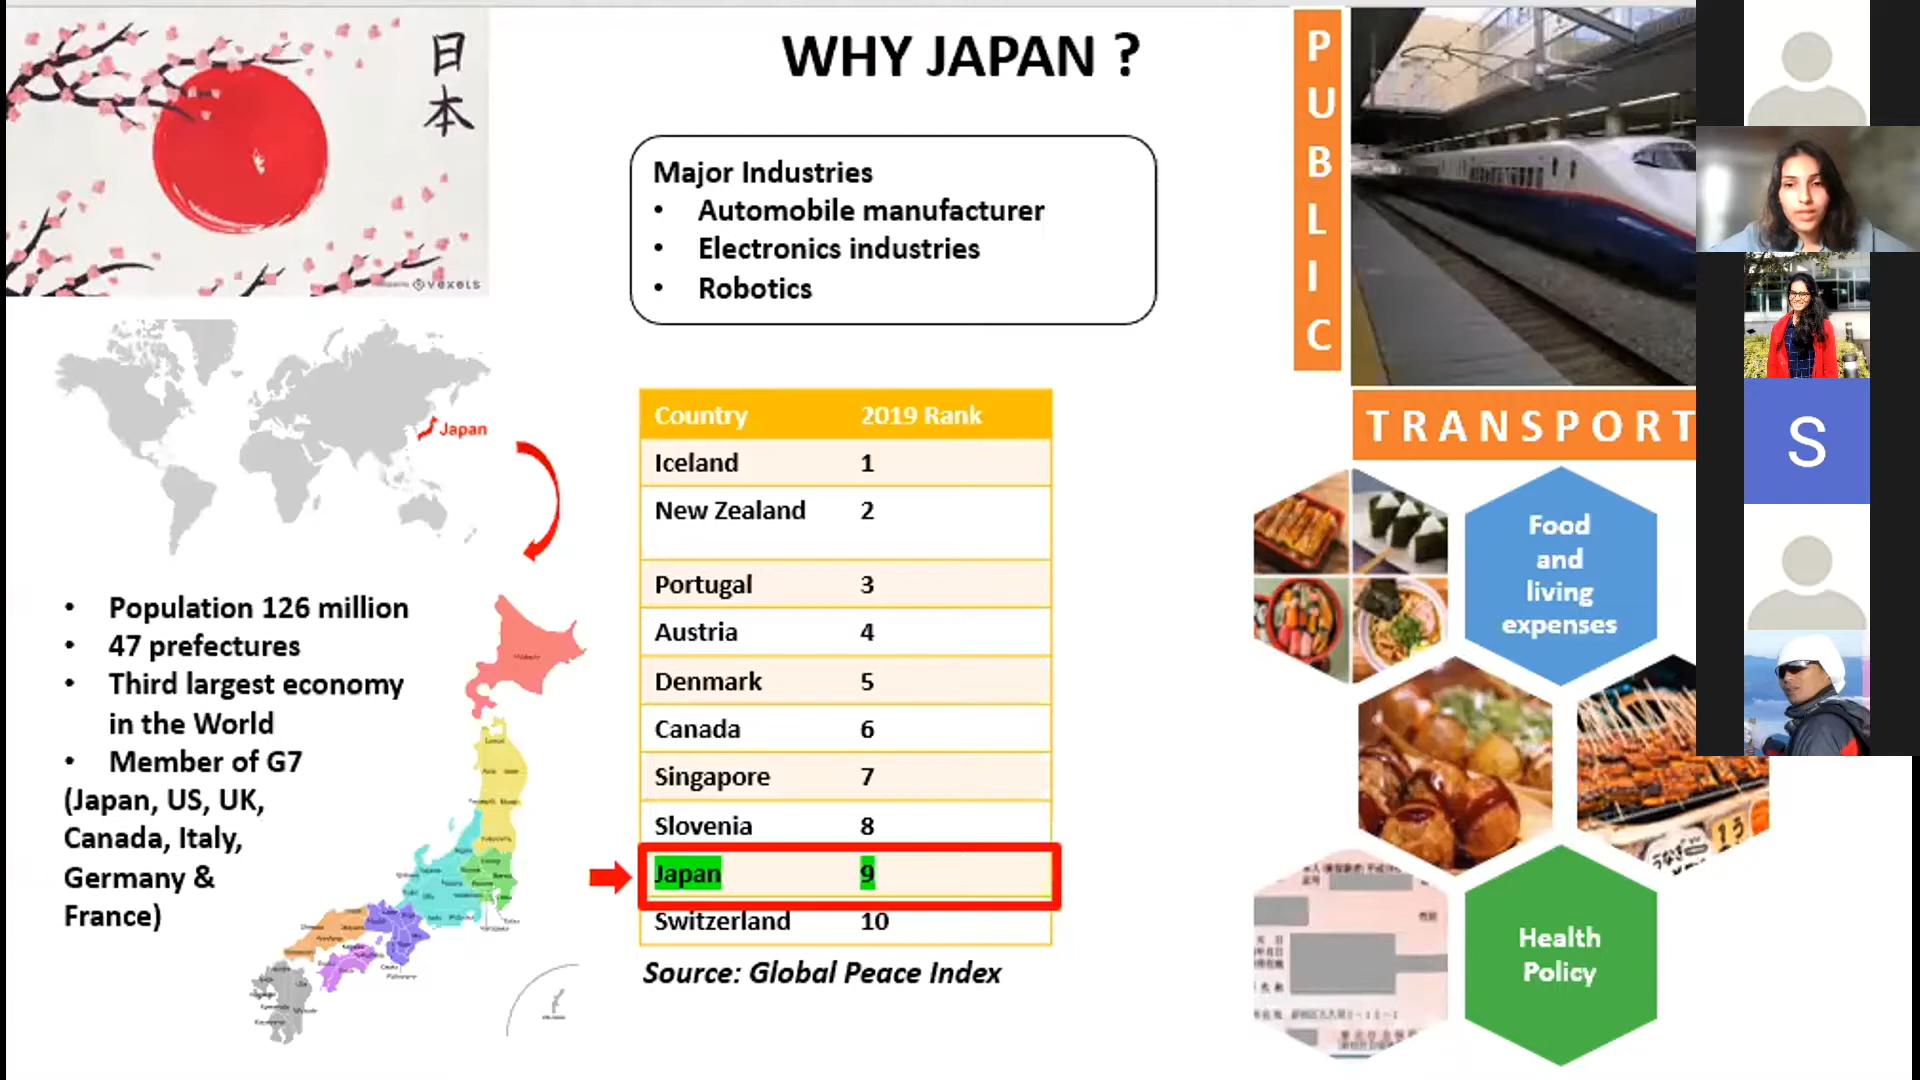 日
本
vexels
WHY JAPAN ?
Major Industries
• Automobile manufacturer
• Electronics industries
• Robotics
Japan
• Population 126 million
• 47 prefectures
• Third largest economy
in the World
• Member of G7
(Japan, US, UK,
Canada, Italy,
Germany &
France)
Country 2019 Rank
Iceland 1
New Zealand 2
Portugal 3
Austria 4
Denmark 5
Canada 6
Singapore 7
Slovenia 8
Japan 9
Switzerland 10
Source: Global Peace Index
PUBLIC
TRANSPORT
Food
and
living
expenses
Health
Policy
S